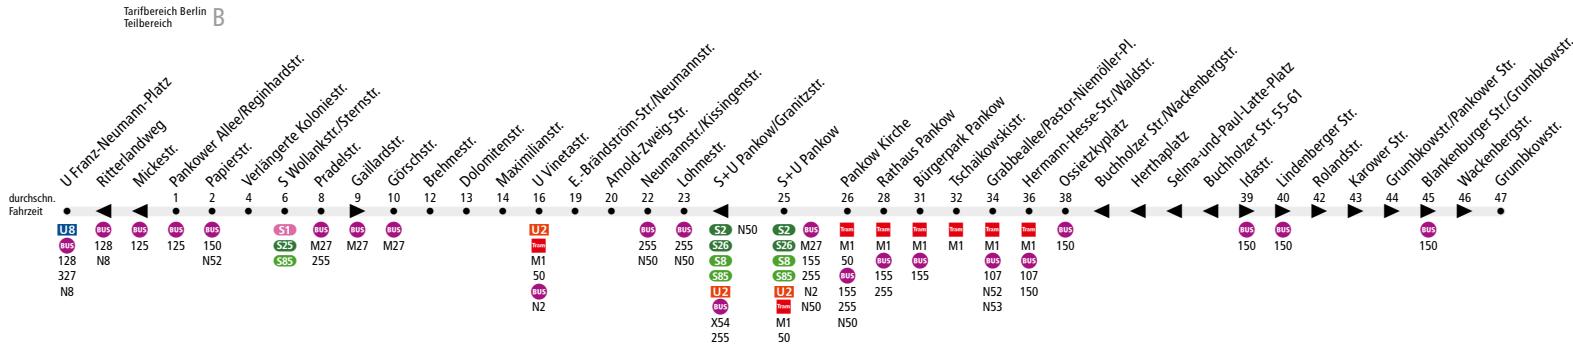 Tarifbereich Berlin
Teilbereich
B
U Franz-Neumann-Platz
Ritterlandweg
Mickestr.
Pankower Allee/Reginhardstr.
Papierstr.
Verlängerte Koloniestr.
S Wollankstr./Sternstr.
Pradelstr.
Gaillardstr.
Görschstr.
Brehmestr.
Dolomitenstr.
Maximilianstr.
U Vinetastr.
E.-Brändström-Str./Neumannstr.
Arnold-Zweig-Str.
Neumannstr./Kissingenstr.
Lohmestr.
S+U Pankow/Granitzstr.
S+U Pankow
Pankow Kirche
Rathaus Pankow
Bürgerpark Pankow
Tschaikowskistr.
Grabbeallee/Pastor-Niemöller-Pl.
Hermann-Hesse-Str./Waldstr.
Ossietzkyplatz
Buchholzer Str./Wackenbergstr.
Herthaplatz
Selma-und-Paul-Latte-Platz
Buchholzer Str. 55-61
Idastr.
Lindenberger Str.
Rolandstr.
Karower Str.
Grumbkowstr./Pankower Str.
Blankenburger Str./Grumbkowstr.
Wackenbergstr.
Grumbkowstr.
durchschn.
Fahrzeit
1 2 4 6 8 9 10 12 13 14 16 19 20 22 23 25 26 28 31 32 34 36 38 39 40 42 43 44 45 46 47
U8
BUS
128
327
N8
BUS
128
N8
BUS
125
BUS
125
BUS
150
N52
S1
S25
S85
BUS
M27
255
BUS
M27
BUS
M27
U2
Tram
M1
50
BUS
N2
BUS
255
N50
BUS
255
N50
S2
S26
S8
S85
U2
BUS
X54
255
N50
S2
S26
S8
S85
U2
Tram
M1
50
BUS
M27
155
255
N2
N50
Tram
M1
50
BUS
155
255
N50
Tram
M1
BUS
155
255
Tram
M1
BUS
155
Tram
M1
Tram
M1
BUS
107
N52
N53
Tram
M1
BUS
107
150
BUS
150
BUS
150
BUS
150
BUS
150